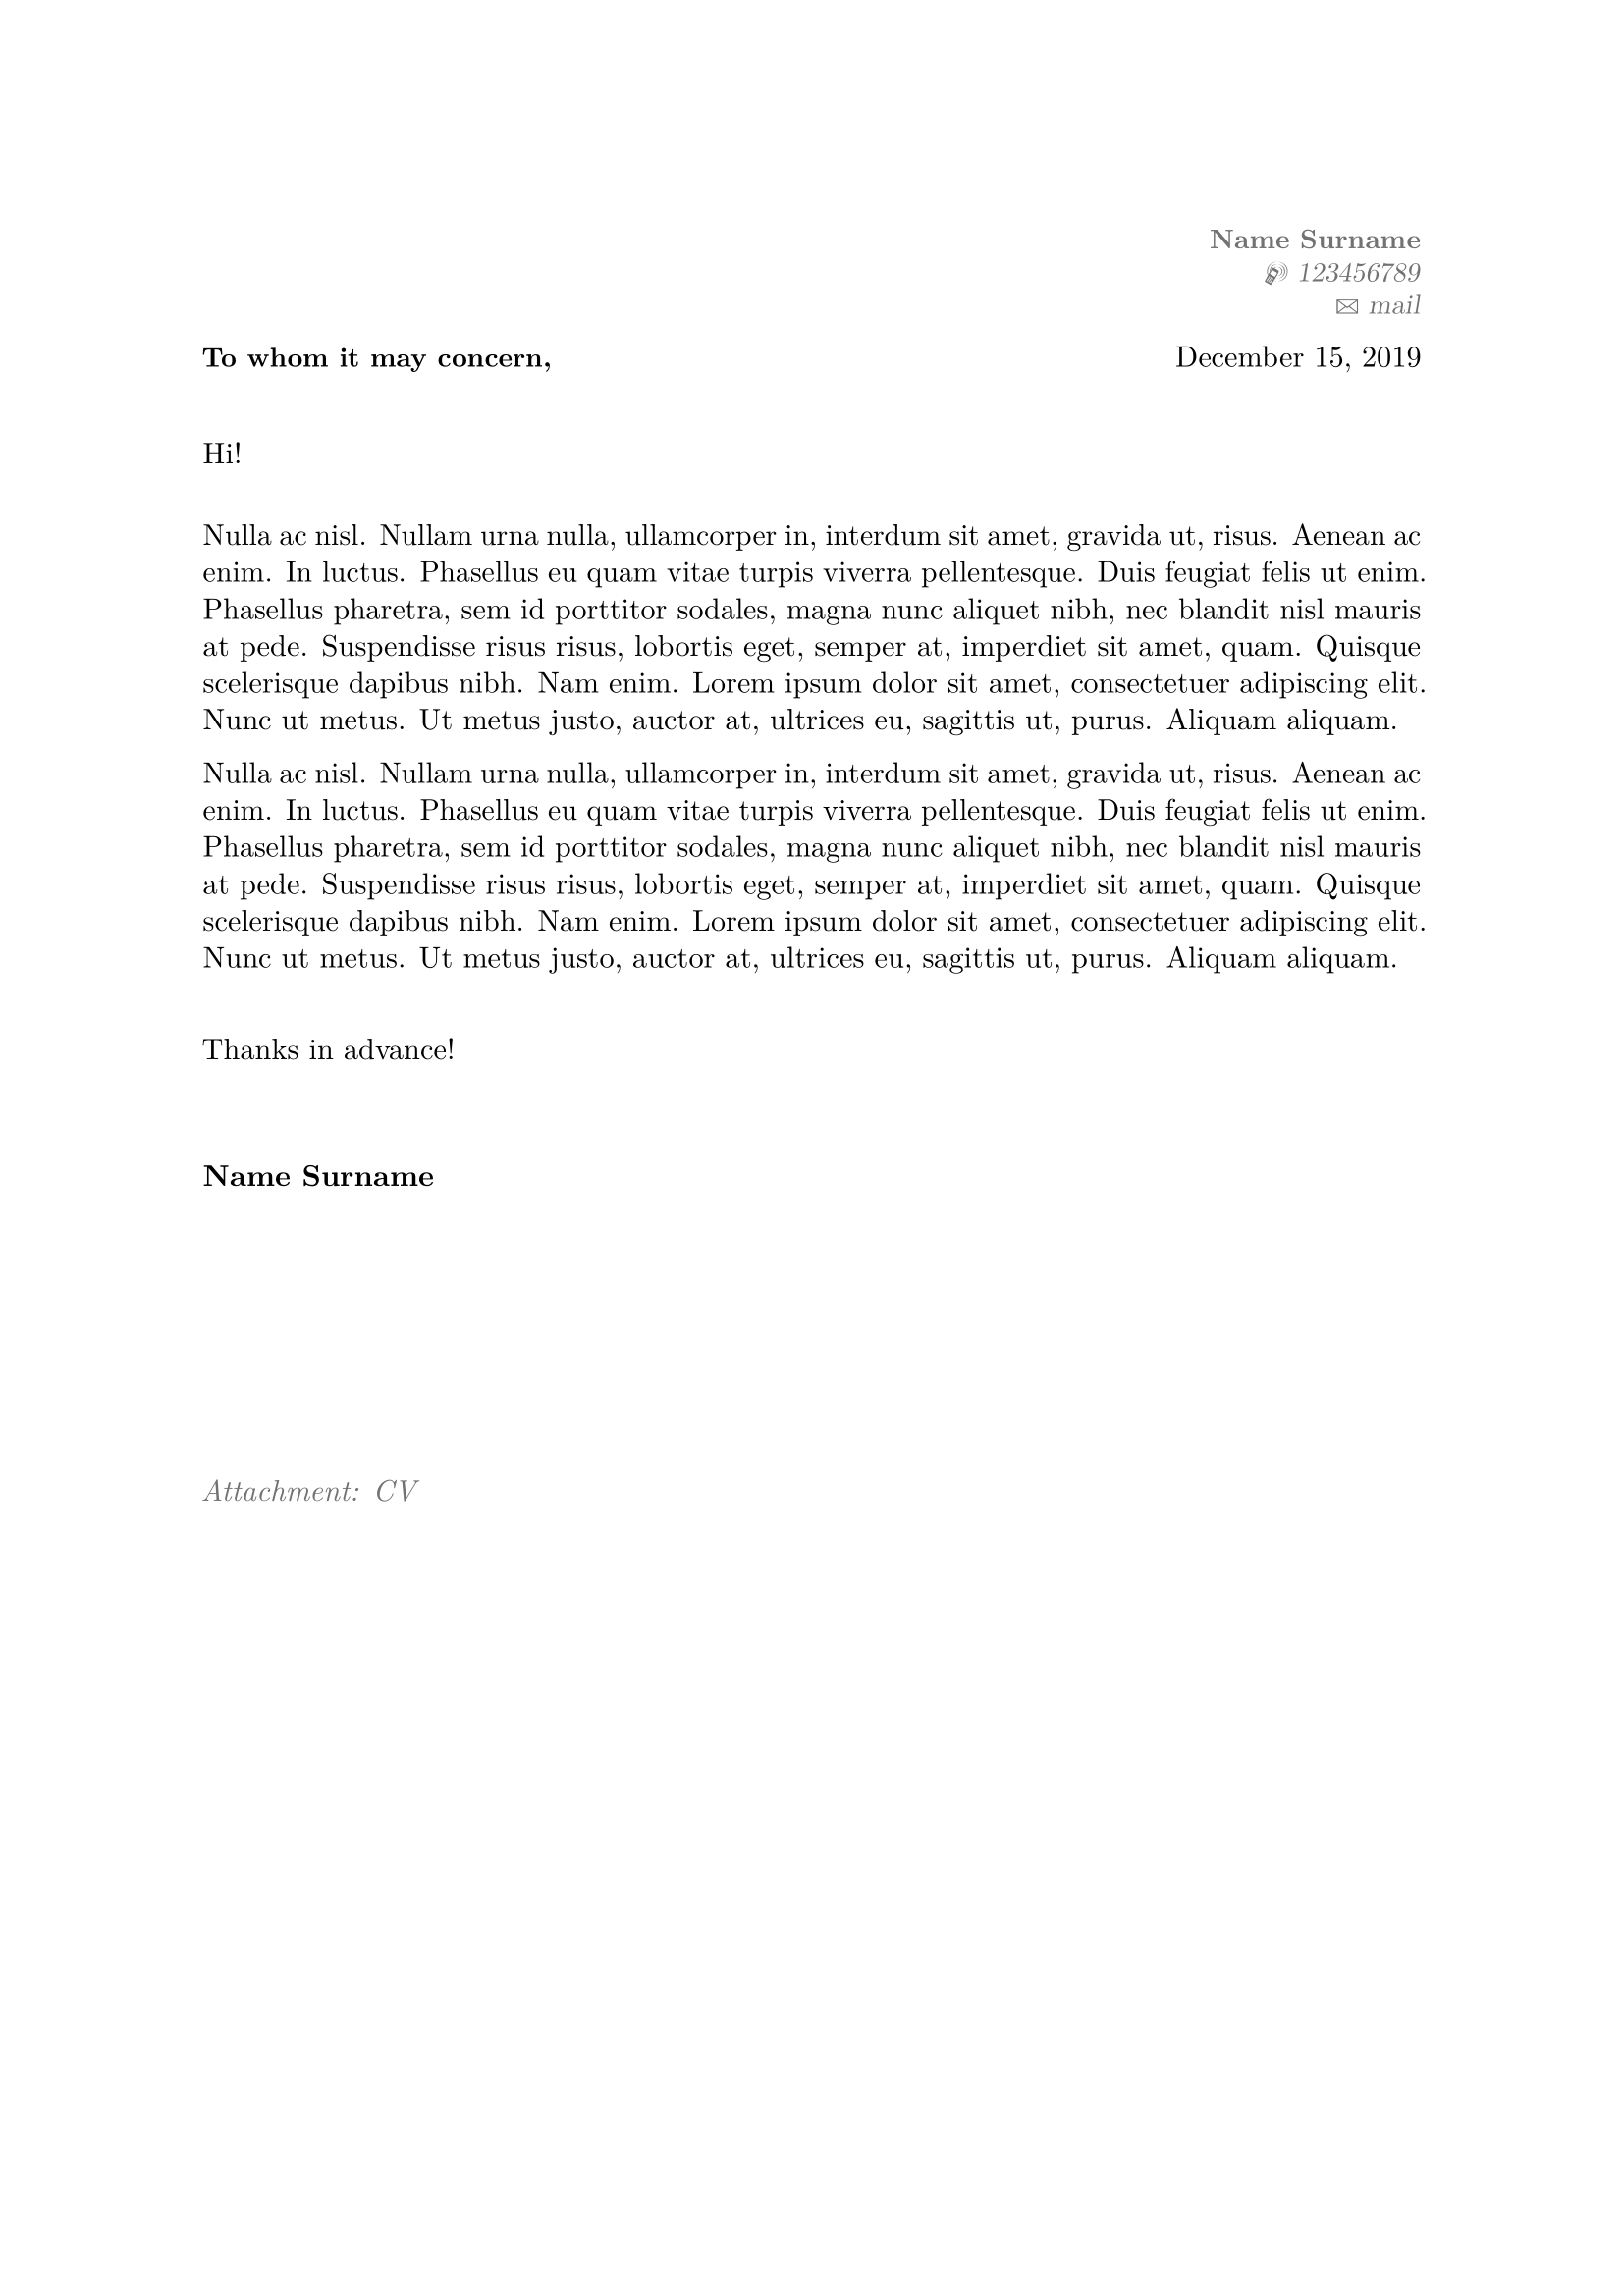 Name Surname
123456789
mail
To whom it may concern, December 15, 2019
Hi!
Nulla ac nisl. Nullam urna nulla, ullamcorper in, interdum sit amet, gravida ut, risus. Aenean ac
enim. In luctus. Phasellus eu quam vitae turpis viverra pellentesque. Duis feugiat felis ut enim.
Phasellus pharetra, sem id porttitor sodales, magna nunc aliquet nibh, nec blandit nisl mauris
at pede. Suspendisse risus risus, lobortis eget, semper at, imperdiet sit amet, quam. Quisque
scelerisque dapibus nibh. Nam enim. Lorem ipsum dolor sit amet, consectetuer adipiscing elit.
Nunc ut metus. Ut metus justo, auctor at, ultrices eu, sagittis ut, purus. Aliquam aliquam.
Nulla ac nisl. Nullam urna nulla, ullamcorper in, interdum sit amet, gravida ut, risus. Aenean ac
enim. In luctus. Phasellus eu quam vitae turpis viverra pellentesque. Duis feugiat felis ut enim.
Phasellus pharetra, sem id porttitor sodales, magna nunc aliquet nibh, nec blandit nisl mauris
at pede. Suspendisse risus risus, lobortis eget, semper at, imperdiet sit amet, quam. Quisque
scelerisque dapibus nibh. Nam enim. Lorem ipsum dolor sit amet, consectetuer adipiscing elit.
Nunc ut metus. Ut metus justo, auctor at, ultrices eu, sagittis ut, purus. Aliquam aliquam.
Thanks in advance!
Name Surname
Attachment: CV